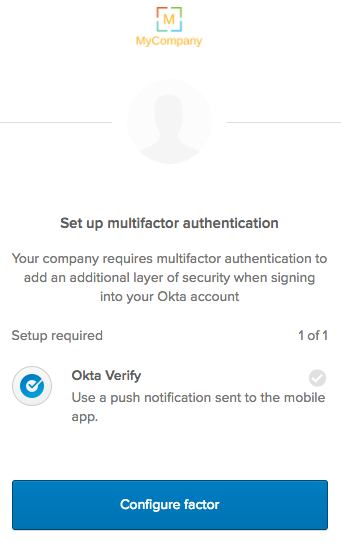 M
MyCompany
Set up multifactor authentication
Your company requires multifactor authentication to
add an additional layer of security when signing
into your Okta account
Setup required 1 of 1
Okta Verify
Use a push notification sent to the mobile
app.
Configure factor